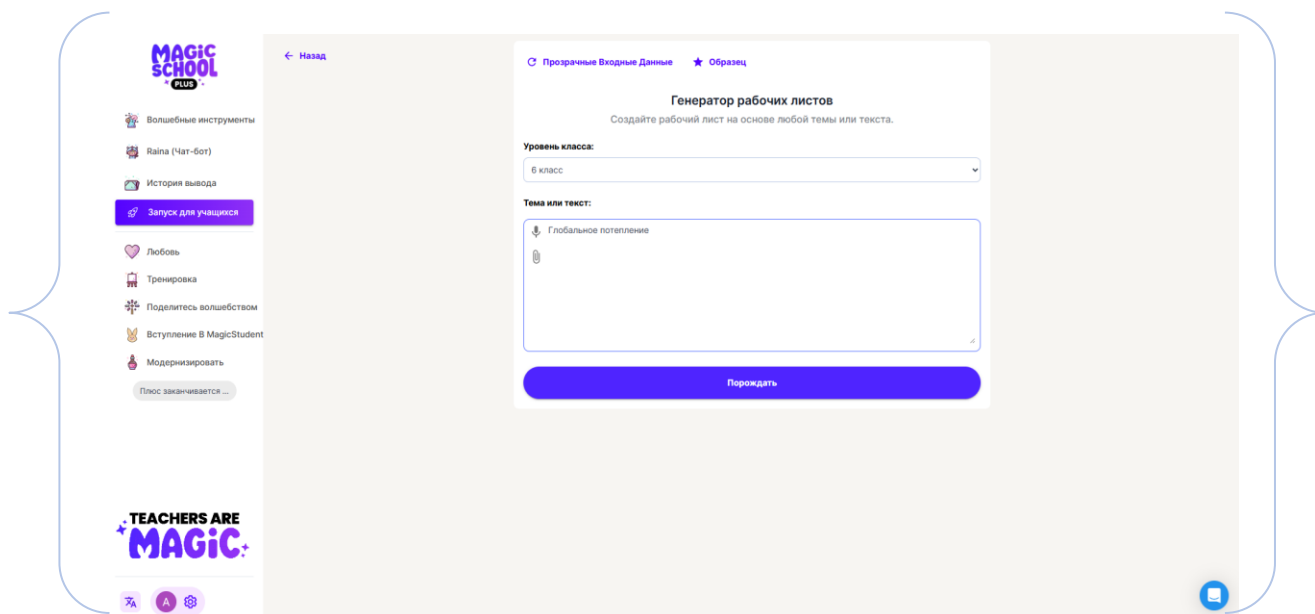 MAGiC
SCHOOL
PLUS
Волшебные инструменты
Raina (Чат-бот)
История вывода
Запуск для учащихся
Любовь
Тренировка
Поделитесь волшебством
Вступление В MagicStudent
Модернизировать
Плюс заканчивается ...
TEACHERS ARE
MAGiC
A
Назад
Прозрачные Входные Данные
Образец
Генератор рабочих листов
Создайте рабочий лист на основе любой темы или текста.
Уровень класса:
6 класс
Тема или текст:
Глобальное потепление
Порождать